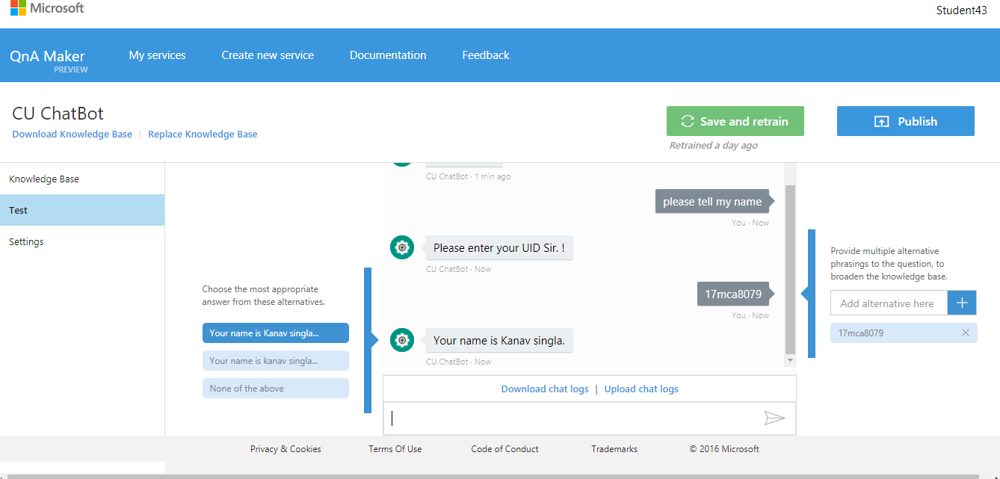 Microsoft
Student43
QnA Maker
PREVIEW
My services
Create new service
Documentation
Feedback
CU ChatBot
Download Knowledge Base | Replace Knowledge Base
Save and retrain
Retrained a day ago
Publish
Knowledge Base
Test
Settings
CU ChatBot · 1 min ago
please tell my name
You · Now
Please enter your UID Sir. !
CU ChatBot · Now
17mca8079
You · Now
Your name is Kanav singla.
CU ChatBot · Now
Choose the most appropriate
answer from these alternatives.
Your name is Kanav singla...
Your name is kanav singla...
None of the above
Provide multiple alternative
phrasings to the question, to
broaden the knowledge base.
Add alternative here
17mca8079
Download chat logs | Upload chat logs
Privacy & Cookies
Terms Of Use
Code of Conduct
Trademarks
© 2016 Microsoft